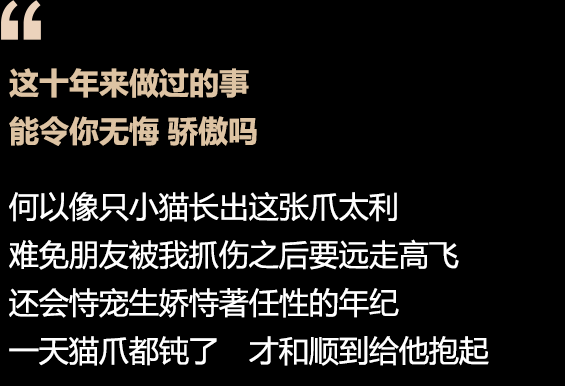 “
这十年来做过的事
能令你无悔 骄傲吗
何以像只小猫长出这张爪太利
难免朋友被我抓伤之后要远走高飞
还会恃宠生娇恃著任性的年纪
一天猫爪都钝了　才和顺到给他抱起